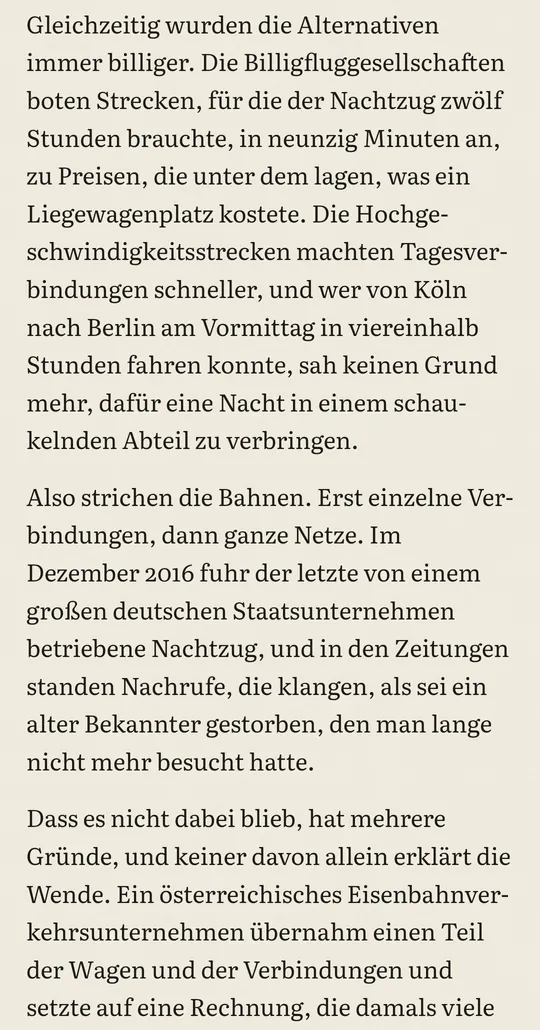 Gleichzeitig wurden die Alternativen
immer billiger. Die Billigfluggesellschaften
boten Strecken, für die der Nachtzug zwölf
Stunden brauchte, in neunzig Minuten an,
zu Preisen, die unter dem lagen, was ein
Liegewagenplatz kostete. Die Hochge-
schwindigkeitsstrecken machten Tagesver-
bindungen schneller, und wer von Köln
nach Berlin am Vormittag in viereinhalb
Stunden fahren konnte, sah keinen Grund
mehr, dafür eine Nacht in einem schau-
kelnden Abteil zu verbringen.
Also strichen die Bahnen. Erst einzelne Ver-
bindungen, dann ganze Netze. Im
Dezember 2016 fuhr der letzte von einem
großen deutschen Staatsunternehmen
betriebene Nachtzug, und in den Zeitungen
standen Nachrufe, die klangen, als sei ein
alter Bekannter gestorben, den man lange
nicht mehr besucht hatte.
Dass es nicht dabei blieb, hat mehrere
Gründe, und keiner davon allein erklärt die
Wende. Ein österreichisches Eisenbahnver-
kehrsunternehmen übernahm einen Teil
der Wagen und der Verbindungen und
setzte auf eine Rechnung, die damals viele